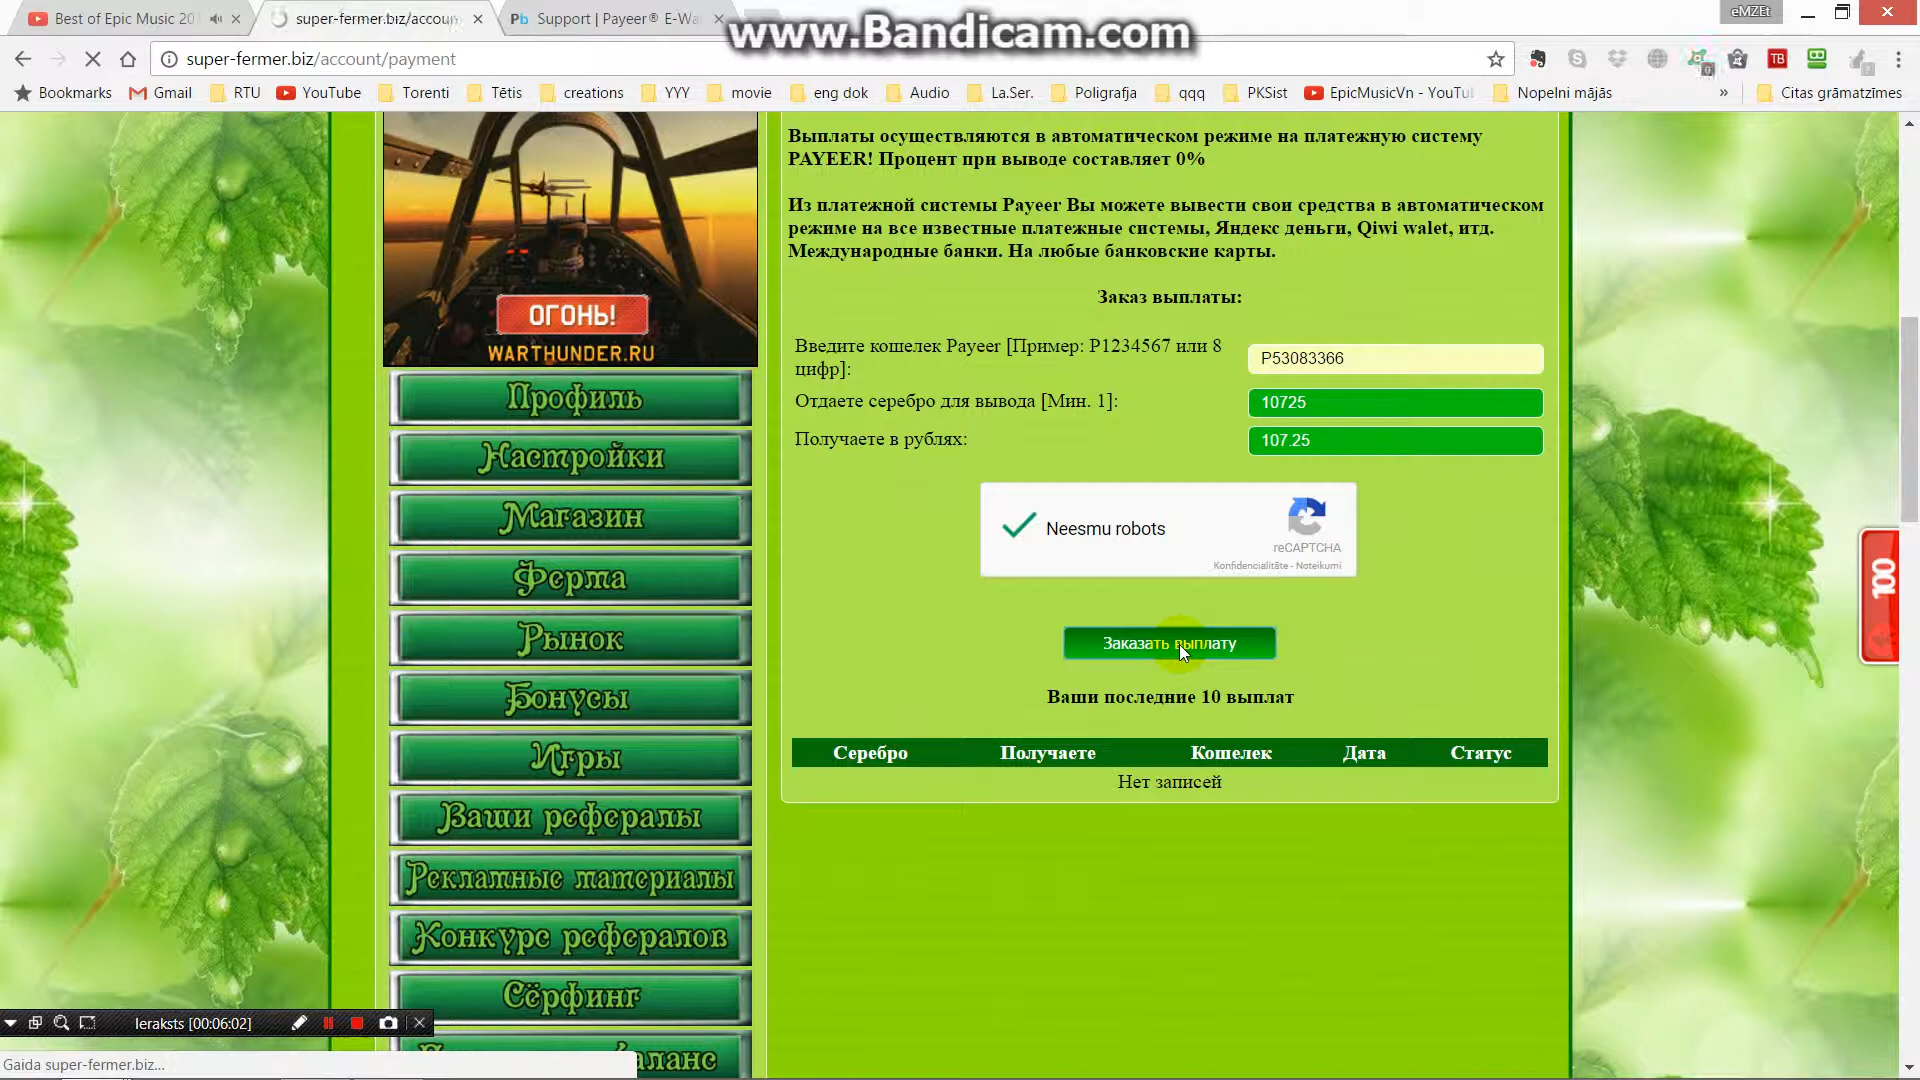 Best of Epic Music 20
super-fermer.biz/accoun
Support | Payeer® E-Wa
www.Bandicam.com
eMZEt
super-fermer.biz/account/payment
Bookmarks
Gmail
RTU
YouTube
Torenti
Tētis
creations
YYY
movie
eng dok
Audio
La.Ser.
Poligrafja
qqq
PKSist
EpicMusicVn - YouTu
Nopelni mājās
»
Citas grāmatzīmes
Выплаты осуществляются в автоматическом режиме на платежную систему
PAYEER! Процент при выводе составляет 0%
Из платежной системы Payeer Вы можете вывести свои средства в автоматическом
режиме на все известные платежные системы, Яндекс деньги, Qiwi walet, итд.
Международные банки. На любые банковские карты.
Заказ выплаты:
Введите кошелек Payeer [Пример: P1234567 или 8
цифр]:
P53083366
Отдаете серебро для вывода [Мин. 1]:
10725
Получаете в рублях:
107.25
Neesmu robots
reCAPTCHA
Konfidencialitāte - Noteikumi
Заказать выплату
Ваши последние 10 выплат
Серебро Получаете Кошелек Дата Статус
Нет записей
ОГОНЬ!
WARTHUNDER.RU
Профиль
Настройки
Магазин
Ферма
Рынок
Бонусы
Игры
Ваши рефералы
Рекламные материалы
Конкурс рефералов
Сёрфинг
аланс
100
Ieraksts [00:06:02]
Gaida super-fermer.biz...